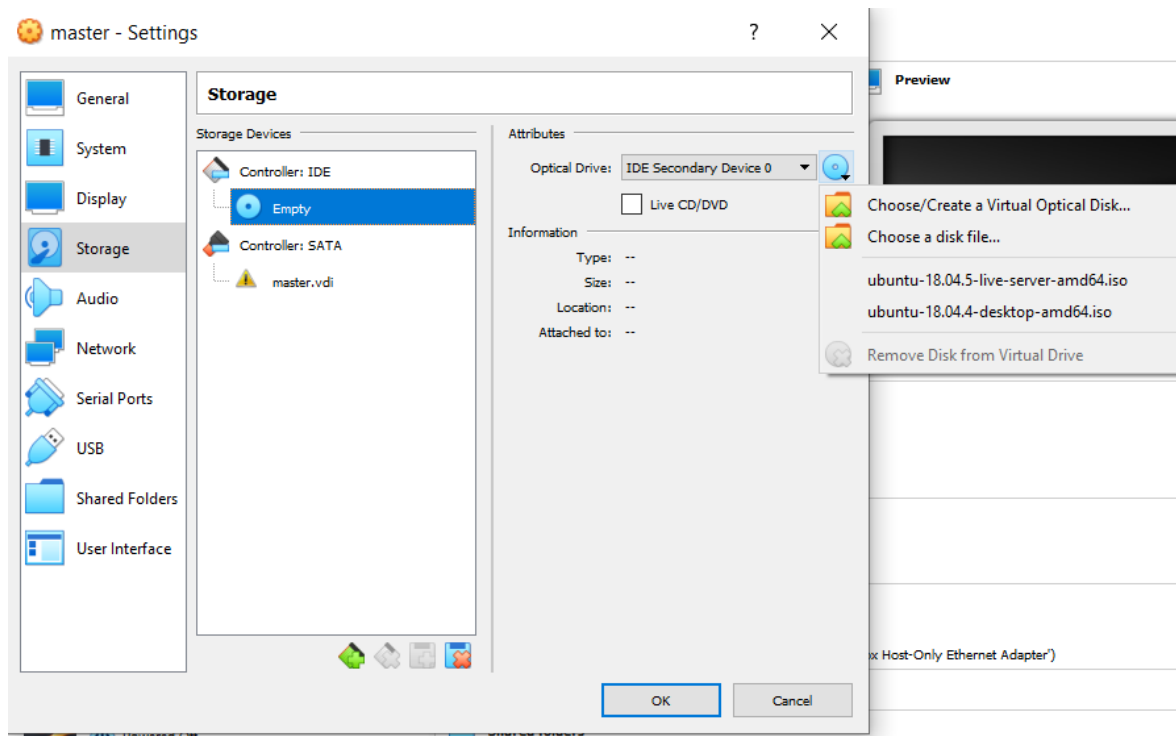 master - Settings
?
General
System
Display
Storage
Audio
Network
Serial Ports
USB
Shared Folders
User Interface
Storage
Storage Devices
Controller: IDE
Empty
Controller: SATA
master.vdi
Attributes
Optical Drive: IDE Secondary Device 0
Live CD/DVD
Information
Type: --
Size: --
Location: --
Attached to: --
OK
Cancel
Preview
Choose/Create a Virtual Optical Disk...
Choose a disk file...
ubuntu-18.04.5-live-server-amd64.iso
ubuntu-18.04.4-desktop-amd64.iso
Remove Disk from Virtual Drive
Host-Only Ethernet Adapter')
Shared folders